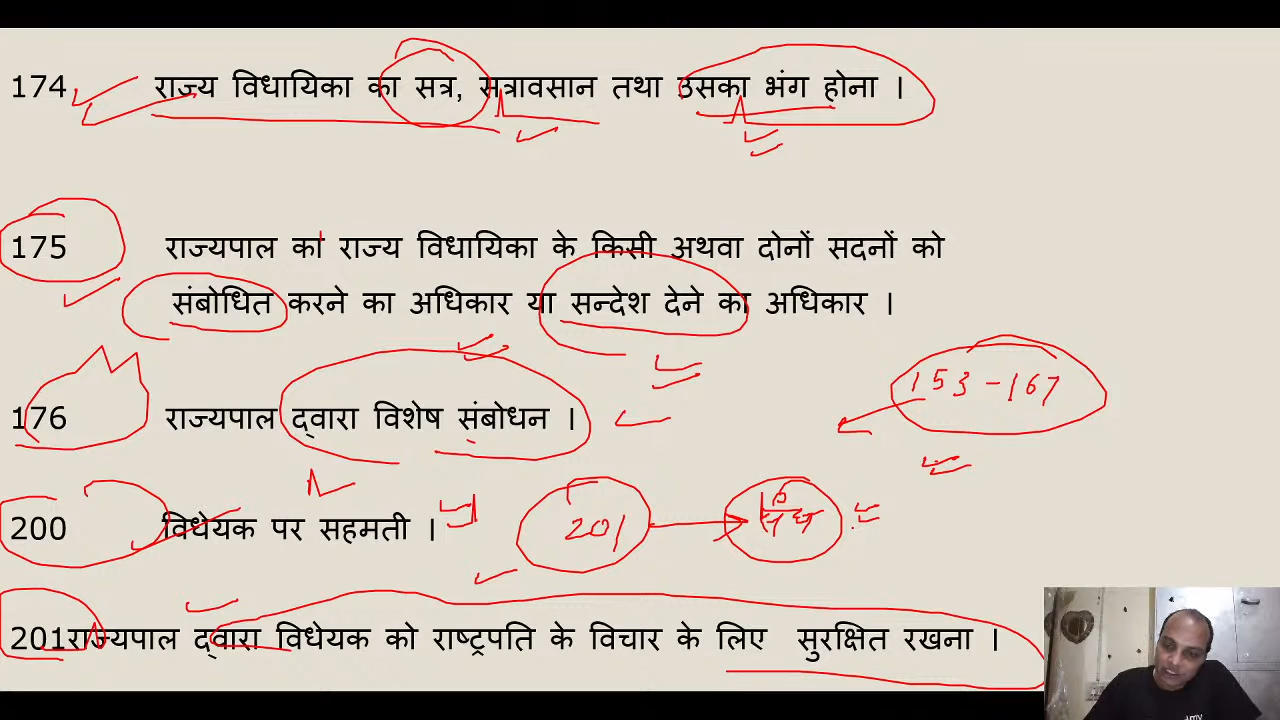 174 राज्य विधायिका का सत्र, सत्रावसान तथा उसका भंग होना ।
175 राज्यपाल का राज्य विधायिका के किसी अथवा दोनों सदनों को
संबोधित करने का अधिकार या सन्देश देने का अधिकार ।
153-167
176 राज्यपाल द्वारा विशेष संबोधन ।
200 विधेयक पर सहमती ।
201
201राज्यपाल द्वारा विधेयक को राष्ट्रपति के विचार के लिए सुरक्षित रखना ।